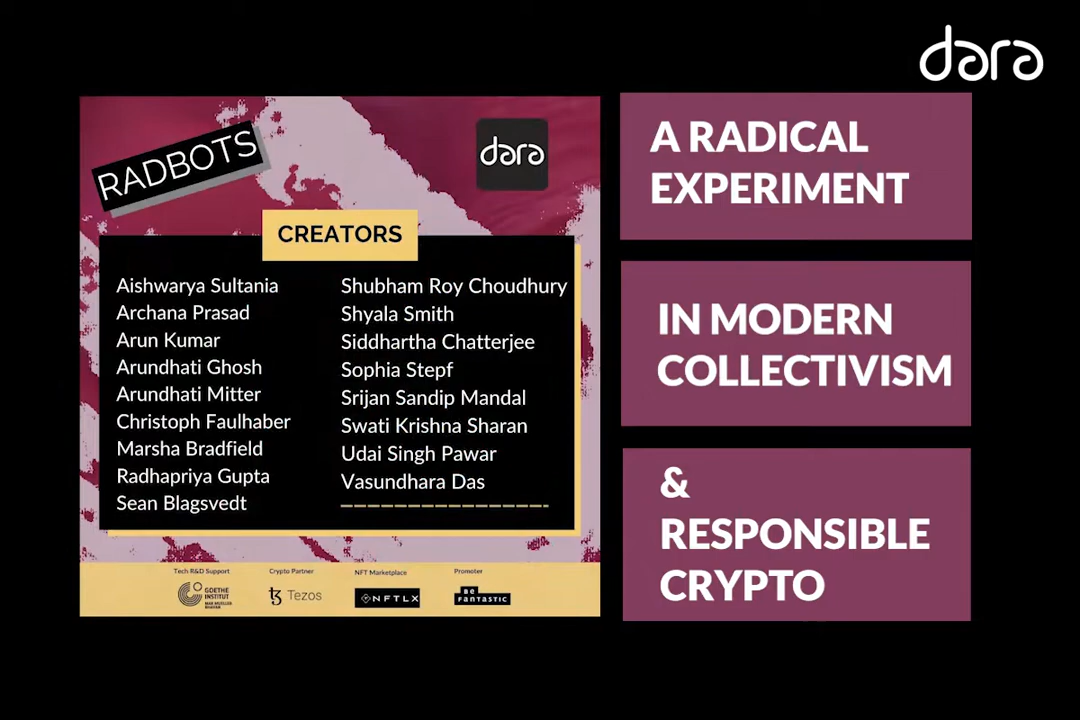 dara
RADBOTS
dara
CREATORS
Aishwarya Sultania
Archana Prasad
Arun Kumar
Arundhati Ghosh
Arundhati Mitter
Christoph Faulhaber
Marsha Bradfield
Radhapriya Gupta
Sean Blagsvedt
Shubham Roy Choudhury
Shyala Smith
Siddhartha Chatterjee
Sophia Stepf
Srijan Sandip Mandal
Swati Krishna Sharan
Udai Singh Pawar
Vasundhara Das
Tech R&D Support
GOETHE
INSTITUT
MAX MUELLER
BHAVAN
Crypto Partner
Tezos
NFT Marketplace
NFTLX
Promoter
BE
FANTASTIC
A RADICAL
EXPERIMENT
IN MODERN
COLLECTIVISM
&
RESPONSIBLE
CRYPTO